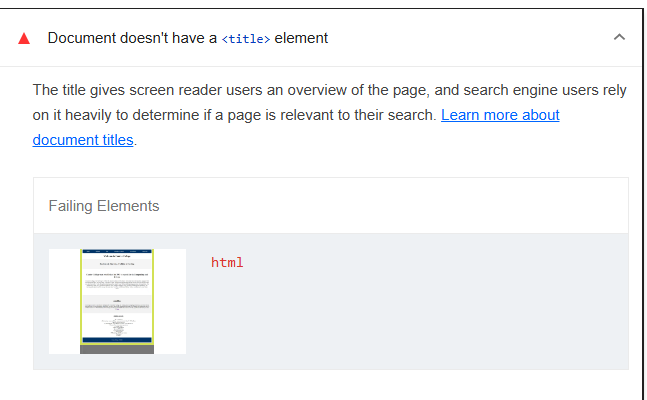 Document doesn't have a <title> element
The title gives screen reader users an overview of the page, and search engine users rely
on it heavily to determine if a page is relevant to their search. Learn more about
document titles.
Failing Elements
html